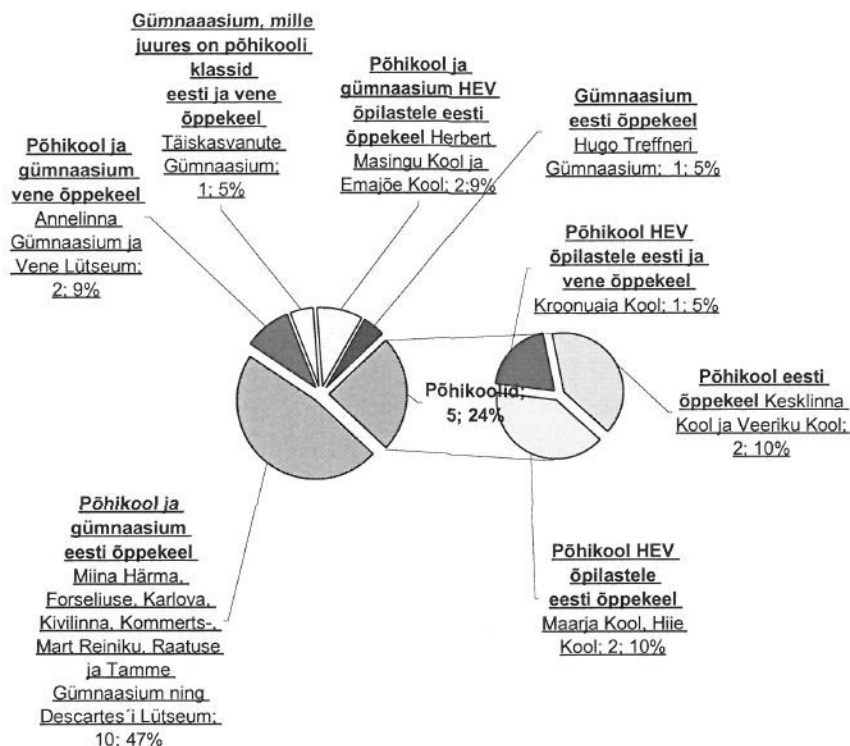 Gümnaaasium, mille
juures on põhikooli
klassid
eesti ja vene
õppekeel
Täiskasvanute
Gümnaasium;
1; 5%
Põhikool ja
gümnaasium HEV
õpilastele eesti
õppekeel Herbert
Masingu Kool ja
Emajõe Kool; 2;9%
Gümnaasium
eesti õppekeel
Hugo Treffneri
Gümnaasium; 1; 5%
Põhikool ja
gümnaasium
vene õppekeel
Annelinna
Gümnaasium ja
Vene Lütseum;
2; 9%
Põhikool HEV
õpilastele eesti ja
vene õppekeel
Kroonuaia Kool; 1; 5%
Põhikoolid;
5; 24%
Põhikool eesti
õppekeel Kesklinna
Kool ja Veeriku Kool;
2; 10%
Põhikool ja
gümnaasium
eesti õppekeel
Miina Härma,
Forseliuse, Karlova,
Kivilinna, Kommerts-,
Mart Reiniku, Raatuse
ja Tamme
Gümnaasium ning
Descartes´i Lütseum;
10; 47%
Põhikool HEV
õpilastele
eesti õppekeel
Maarja Kool, Hiie
Kool; 2; 10%